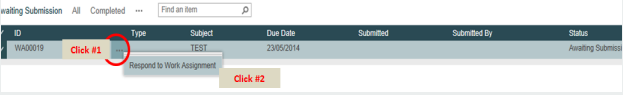 waiting Submission All Completed ... Find an item
ID Type Subject Due Date Submitted Submitted By Status
WA00019 Click #1 ... TEST 23/05/2014 Awaiting Submissi
Respond to Work Assignment
Click #2